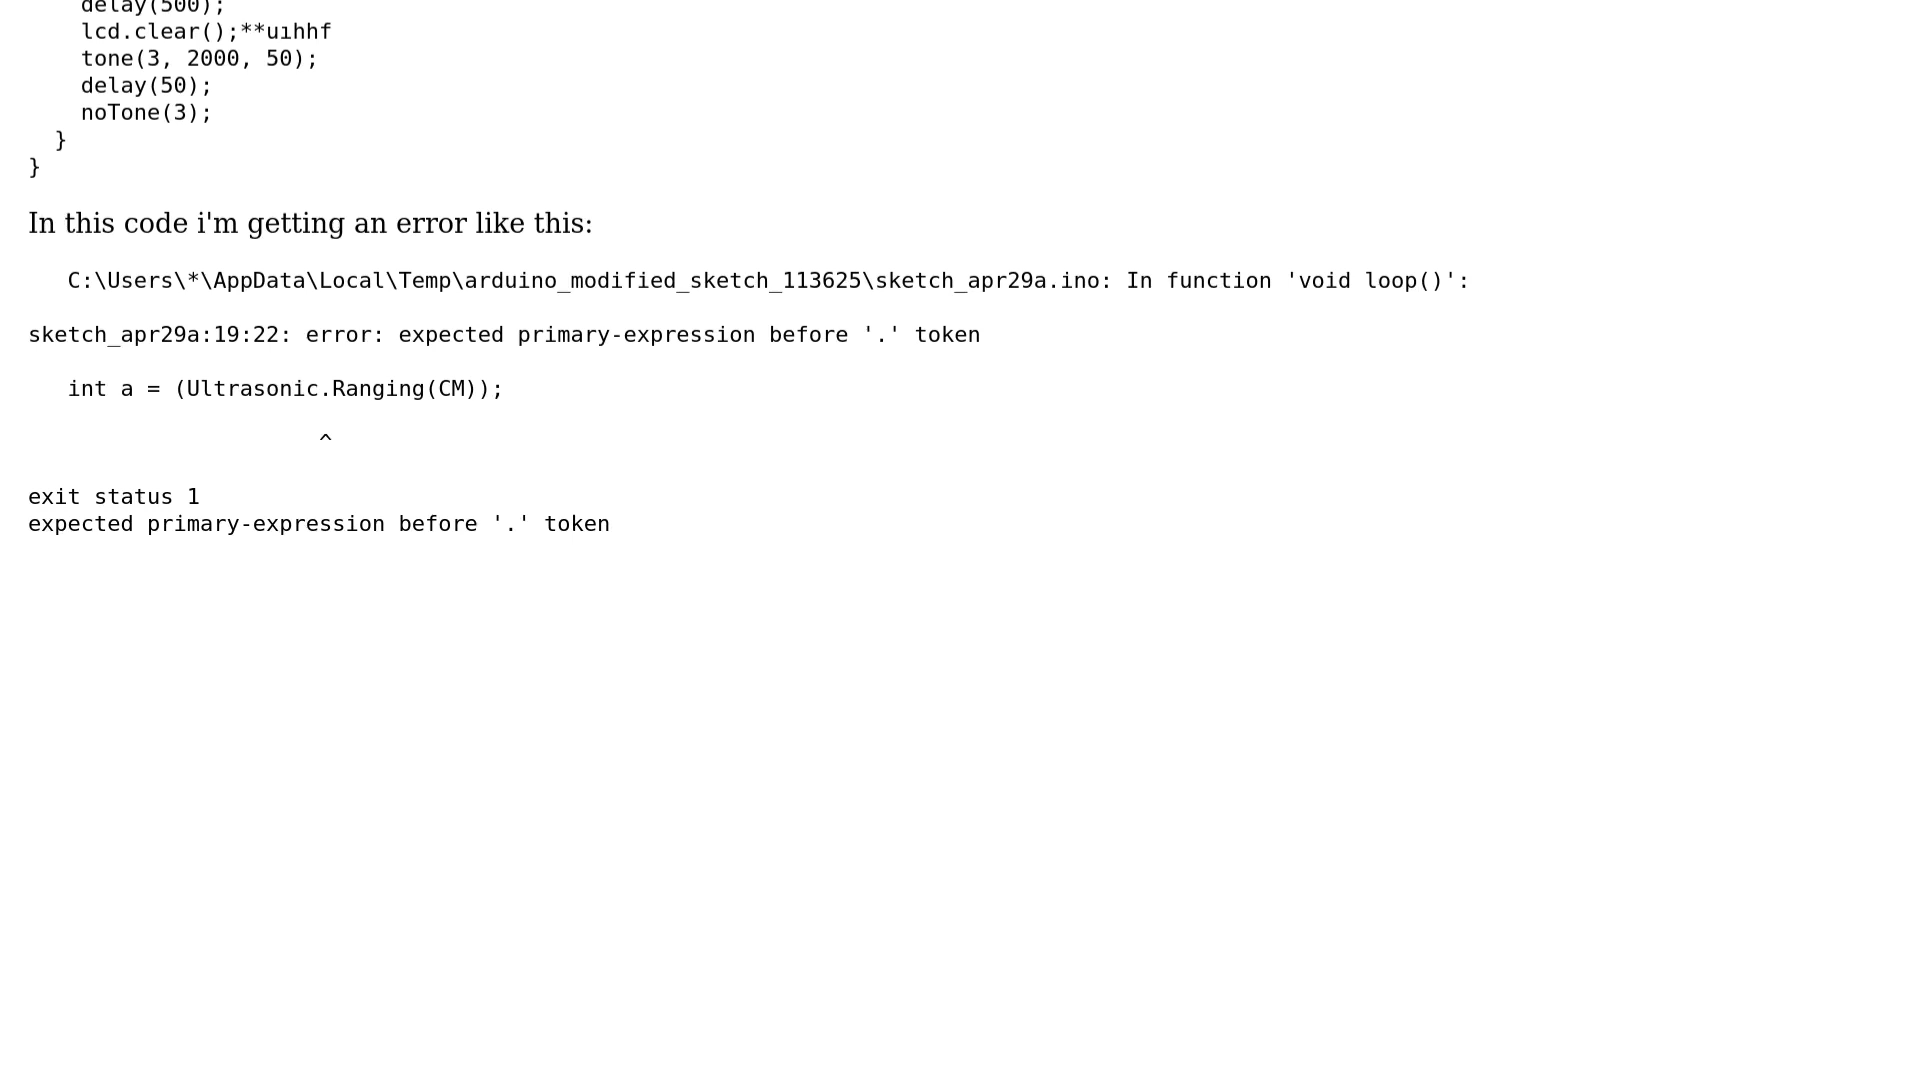 delay(500);
lcd.clear();**uıhhf
tone(3, 2000, 50);
delay(50);
noTone(3);
}
}
In this code i'm getting an error like this:
C:\Users\*\AppData\Local\Temp\arduino_modified_sketch_113625\sketch_apr29a.ino: In function 'void loop()':
sketch_apr29a:19:22: error: expected primary-expression before '.' token
int a = (Ultrasonic.Ranging(CM));
^
exit status 1
expected primary-expression before '.' token